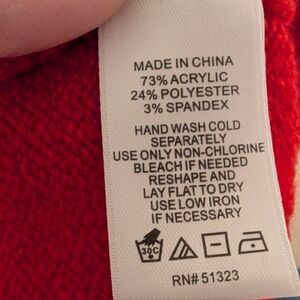 MADE IN CHINA
73% ACRYLIC
24% POLYESTER
3% SPANDEX
HAND WASH COLD
SEPARATELY
USE ONLY NON-CHLORINE
BLEACH IF NEEDED
RESHAPE AND
LAY FLAT TO DRY
USE LOW IRON
IF NECESSARY
30C
RN# 51323